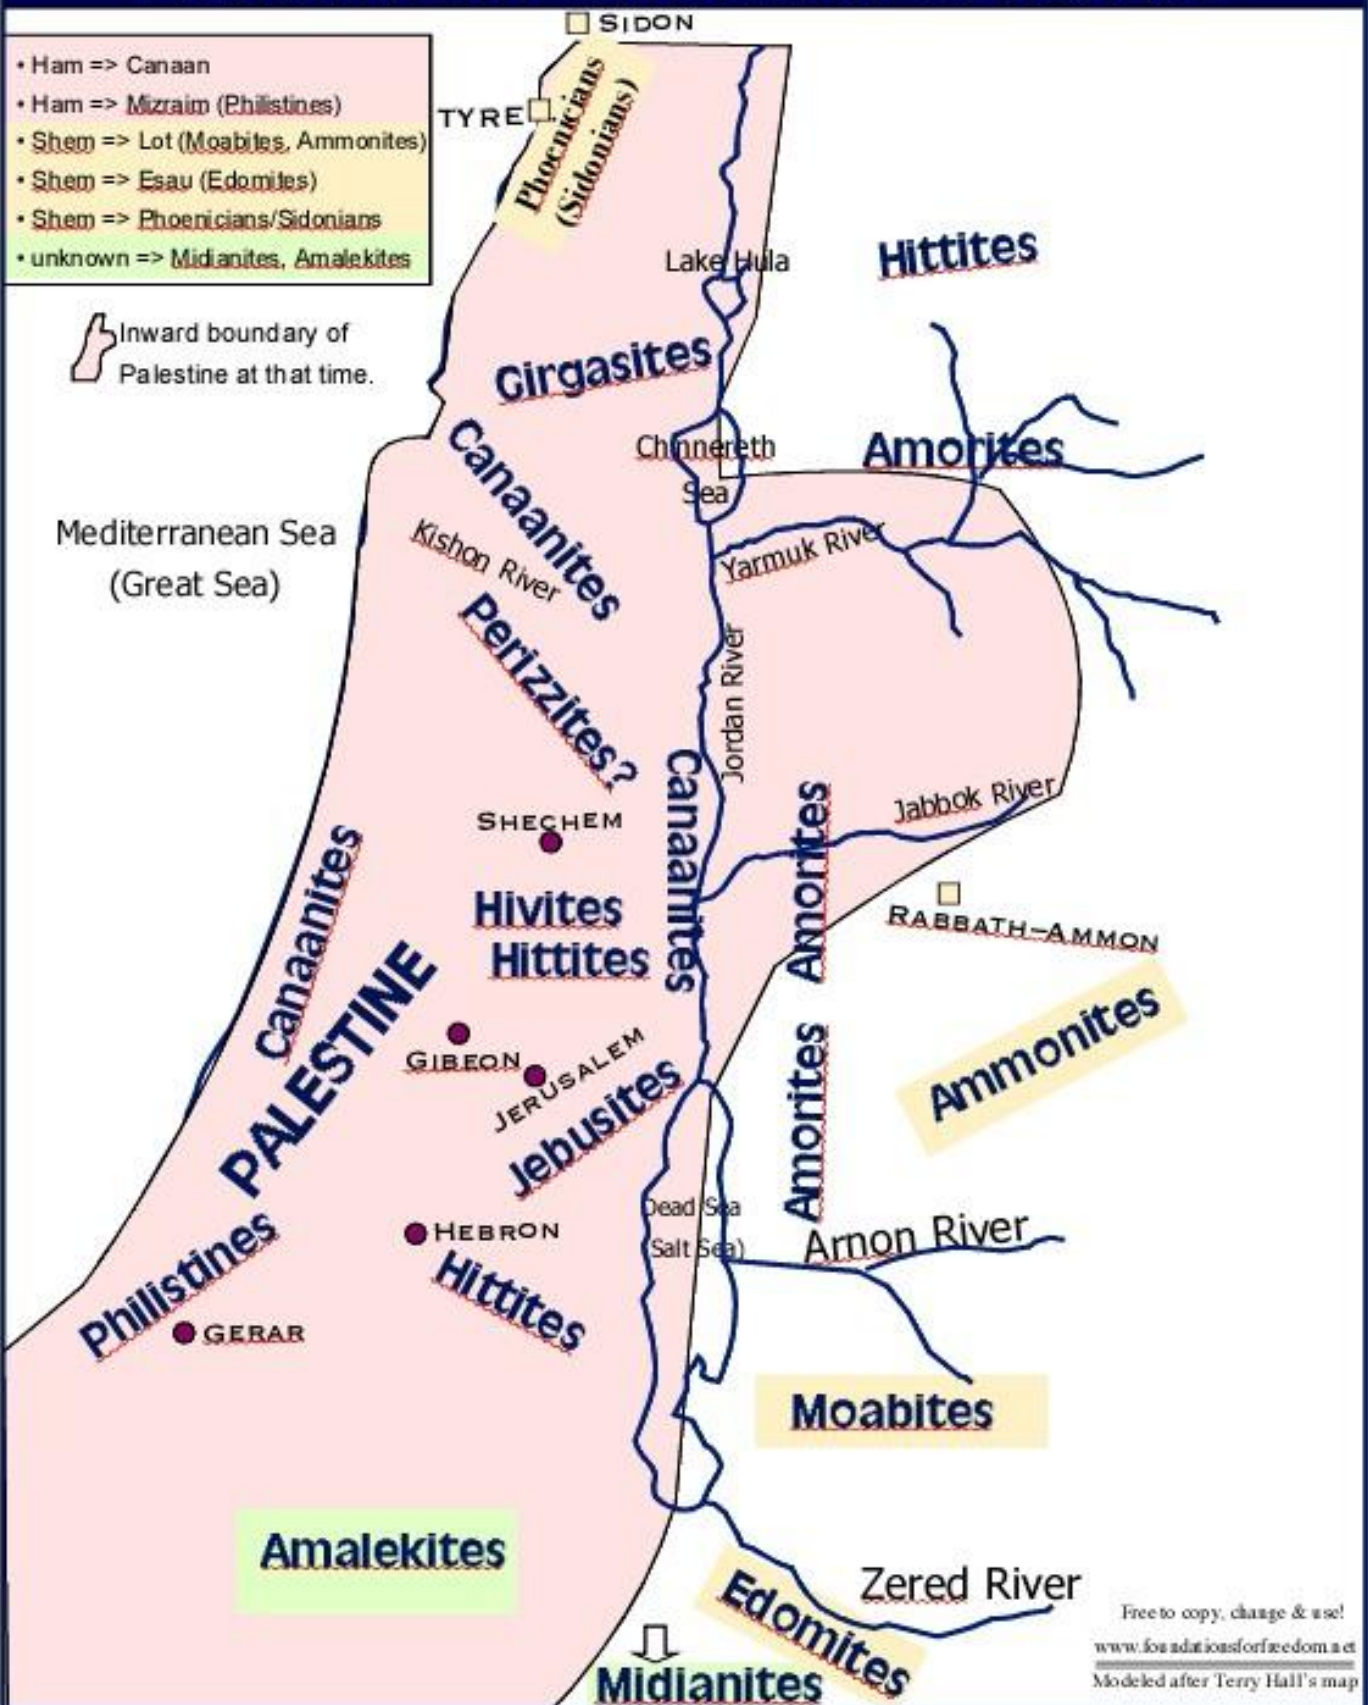 SIDON
• Ham => Canaan
• Ham => Mizraim (Philistines)
• Shem => Lot (Moabites, Ammonites)
• Shem => Esau (Edomites)
• Shem => Phoenicians/Sidonians
• unknown => Midianites, Amalekites
TYRE
Phoenicians
(Sidonians)
Inward boundary of
Palestine at that time.
Lake Hula
Hittites
Girgasites
Canaanites
Chinnereth
Sea
Amorites
Mediterranean Sea
(Great Sea)
Kishon River
Yarmuk River
Perizzites?
Jordan River
Canaanites
SHECHEM
Jabbok River
Amorites
Canaanites
Hivites
Hittites
RABBATH-AMMON
PALESTINE
GIBEON
JERUSALEM
Jebusites
Amorites
Ammonites
Dead Sea
Salt Sea)
Arnon River
Philistines
HEBRON
Hittites
GERAR
Moabites
Amalekites
Edomites
Zered River
Midianites
Free to copy, change & use!
www.foundationsforfreedom.net
Modeled after Terry Hall's map